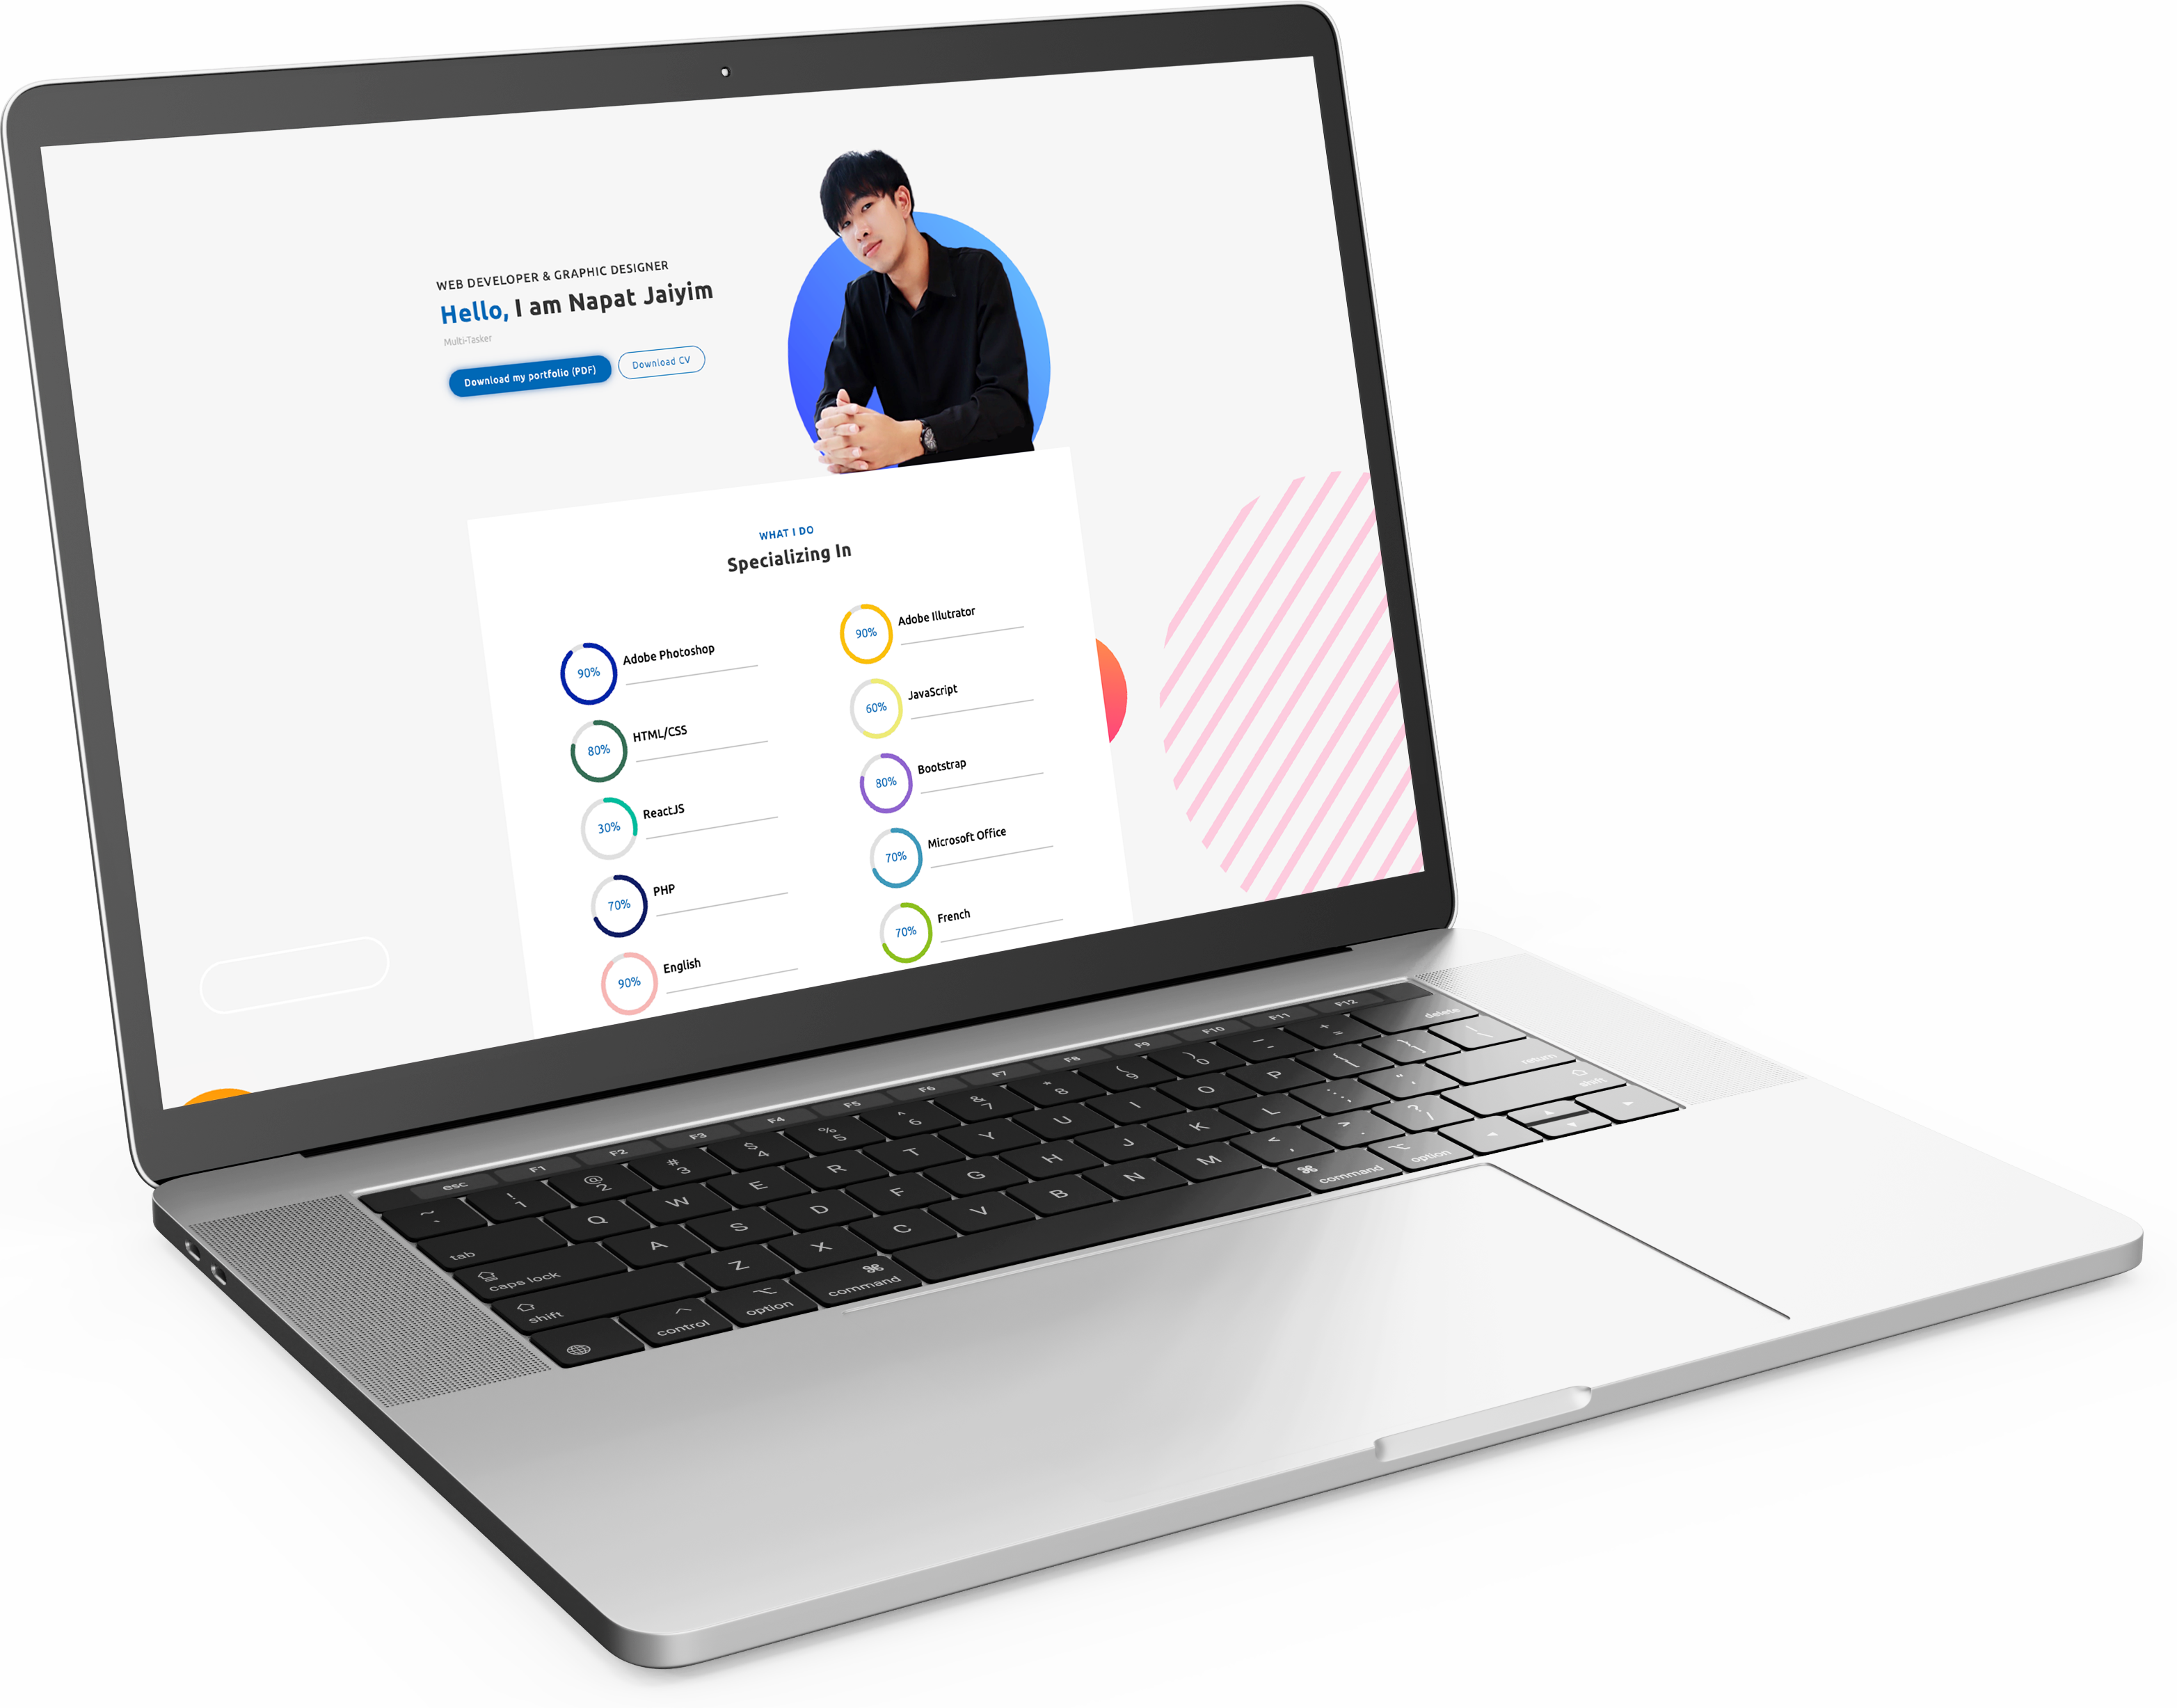 WEB DEVELOPER & GRAPHIC DESIGNER
Hello, I am Napat Jaiyim
Multi-Tasker
Download my portfolio (PDF) Download CV
WHAT I DO
Specializing In
90% Adobe Photoshop
90% Adobe Illutrator
80% HTML/CSS
60% JavaScript
30% ReactJS
80% Bootstrap
70% PHP
70% Microsoft Office
90% English
70% French
esc F1 F2 F3 F4 F5 F6 F7 F8 F9 F10 F11 F12
! 1 @ 2 # 3 $ 4 % 5 ^ 6 & 7 * 8 ( 9 ) 0 _ - + = delete
tab Q W E R T Y U I O P { [ } ] | \
caps lock A S D F G H J K L : ; " ' return
shift Z X C V B N M < , > . ? / shift
control option command command option